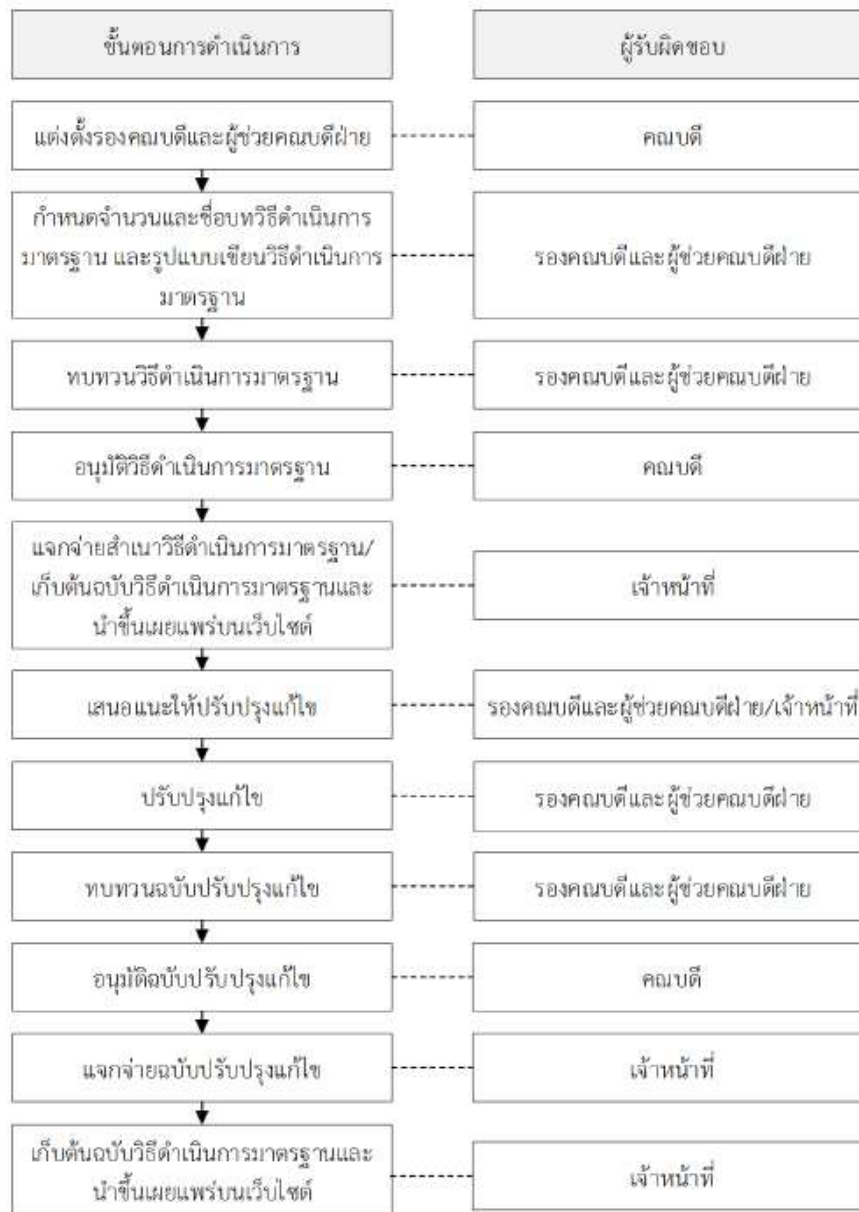 ขั้นตอนการดำเนินการ
ผู้รับผิดชอบ
แต่งตั้งรองคณบดีและผู้ช่วยคณบดีฝ่าย
คณบดี
กำหนดจำนวนและชื่อบทวิธีดำเนินการ
มาตรฐาน และรูปแบบเขียนวิธีดำเนินการ
มาตรฐาน
รองคณบดีและผู้ช่วยคณบดีฝ่าย
ทบทวนวิธีดำเนินการมาตรฐาน
รองคณบดีและผู้ช่วยคณบดีฝ่าย
อนุมัติวิธีดำเนินการมาตรฐาน
คณบดี
แจกจ่ายสำเนาวิธีดำเนินการมาตรฐาน/
เก็บต้นฉบับวิธีดำเนินการมาตรฐานและ
นำขึ้นเผยแพร่บนเว็บไซต์
เจ้าหน้าที่
เสนอแนะให้ปรับปรุงแก้ไข
รองคณบดีและผู้ช่วยคณบดีฝ่าย/เจ้าหน้าที่
ปรับปรุงแก้ไข
รองคณบดีและผู้ช่วยคณบดีฝ่าย
ทบทวนฉบับปรับปรุงแก้ไข
รองคณบดีและผู้ช่วยคณบดีฝ่าย
อนุมัติฉบับปรับปรุงแก้ไข
คณบดี
แจกจ่ายฉบับปรับปรุงแก้ไข
เจ้าหน้าที่
เก็บต้นฉบับวิธีดำเนินการมาตรฐานและ
นำขึ้นเผยแพร่บนเว็บไซต์
เจ้าหน้าที่